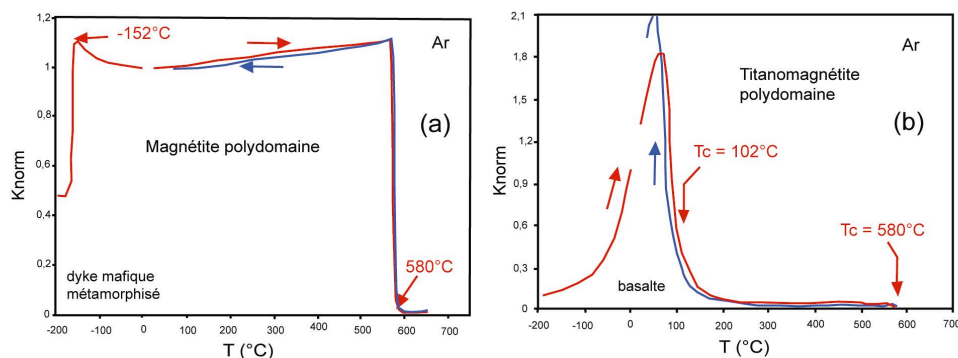 1,2
1,0
0,8
0,6
0,4
0,2
0
Knorm
-152°C
Ar
(a)
Magnétite polydomaine
580°C
dyke mafique
métamorphisé
-200
-100
0
100
200
300
400
500
600
700
T (°C)
2,1
1,8
1,5
1,2
0,9
0,6
0,3
0
Knorm
Ar
Titanomagnétite
polydomaine
(b)
Tc = 102°C
Tc = 580°C
basalte
-200
-100
0
100
200
300
400
500
600
700
T (°C)